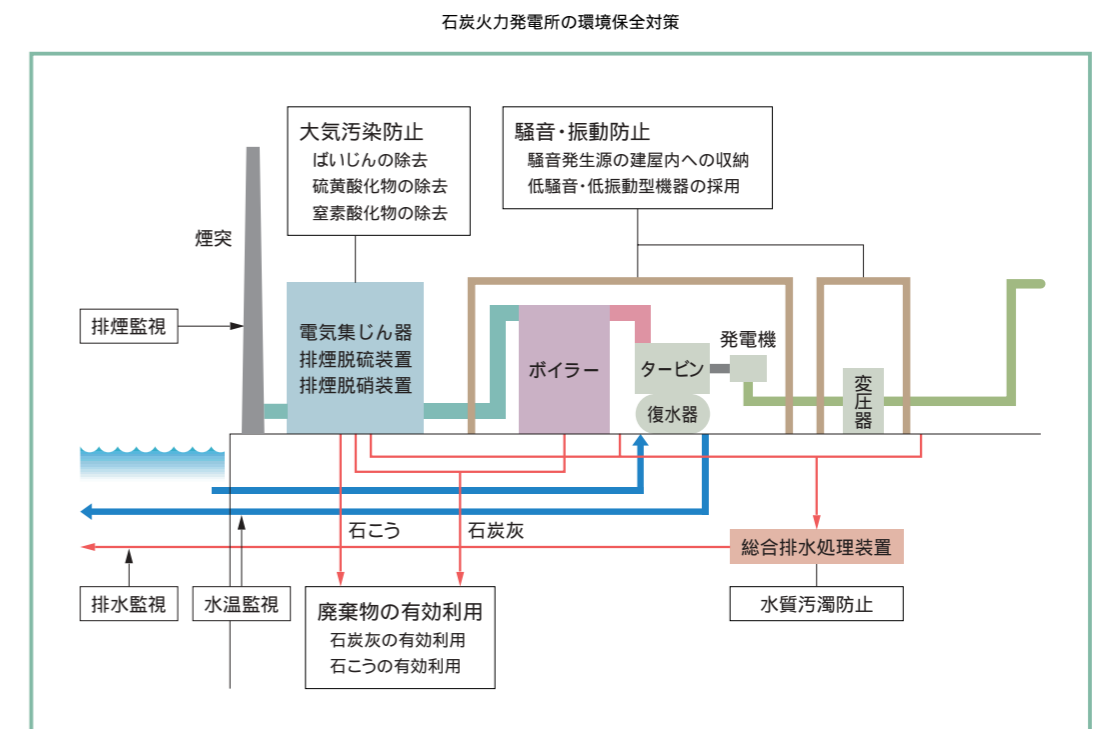 石炭火力発電所の環境保全対策
大気汚染防止
ばいじんの除去
硫黄酸化物の除去
窒素酸化物の除去
騒音・振動防止
騒音発生源の建屋内への収納
低騒音・低振動型機器の採用
煙突
排煙監視
電気集じん器
排煙脱硫装置
排煙脱硝装置
ボイラー
タービン
復水器
発電機
変圧器
石こう
石炭灰
総合排水処理装置
排水監視
水温監視
廃棄物の有効利用
石炭灰の有効利用
石こうの有効利用
水質汚濁防止